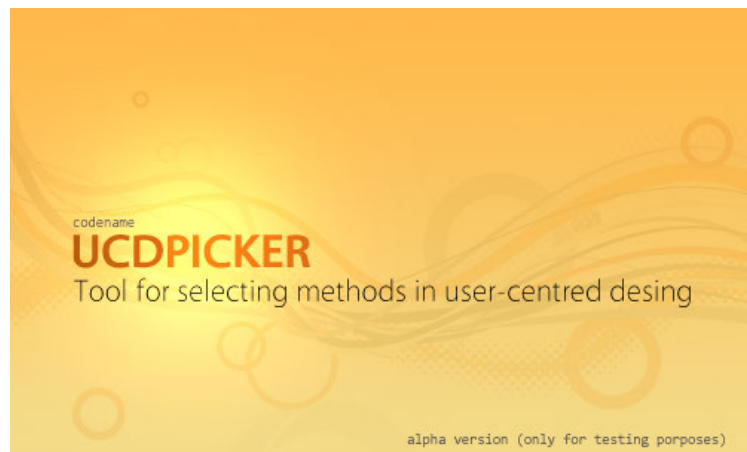 codename
UCDPICKER
Tool for selecting methods in user-centred desing
alpha version (only for testing porposes)